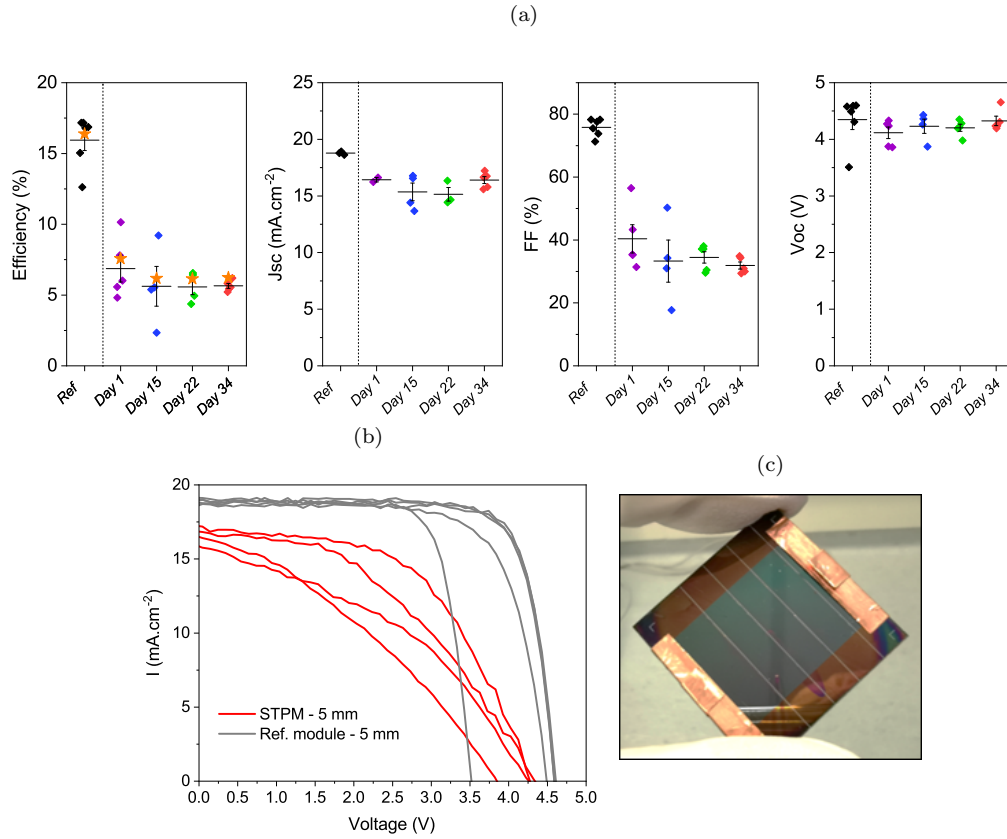 (a)
Efficiency (%)
20
15
10
5
0
Ref
Day 1
Day 15
Day 22
Day 34
Jsc (mA.cm⁻²)
25
20
15
10
5
0
Ref
Day 1
Day 15
Day 22
Day 34
FF (%)
80
60
40
20
0
Ref
Day 1
Day 15
Day 22
Day 34
Voc (V)
5
4
3
2
1
0
Ref
Day 1
Day 15
Day 22
Day 34
(b)
I (mA.cm⁻²)
20
15
10
5
0
STPM - 5 mm
Ref. module - 5 mm
0.0 0.5 1.0 1.5 2.0 2.5 3.0 3.5 4.0 4.5 5.0
Voltage (V)
(c)